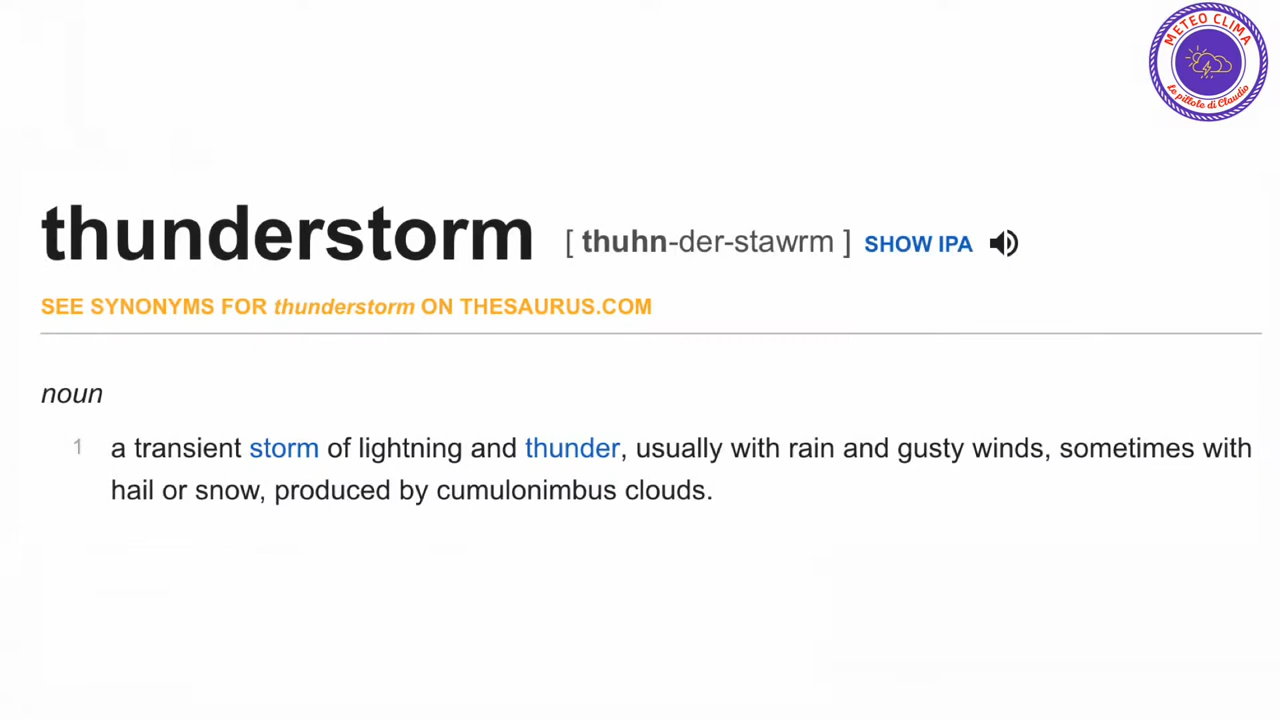 METEO CLIMA
Le pillole di Claudio
thunderstorm [ thuhn-der-stawrm ] SHOW IPA
SEE SYNONYMS FOR thunderstorm ON THESAURUS.COM
noun
1 a transient storm of lightning and thunder, usually with rain and gusty winds, sometimes with
hail or snow, produced by cumulonimbus clouds.